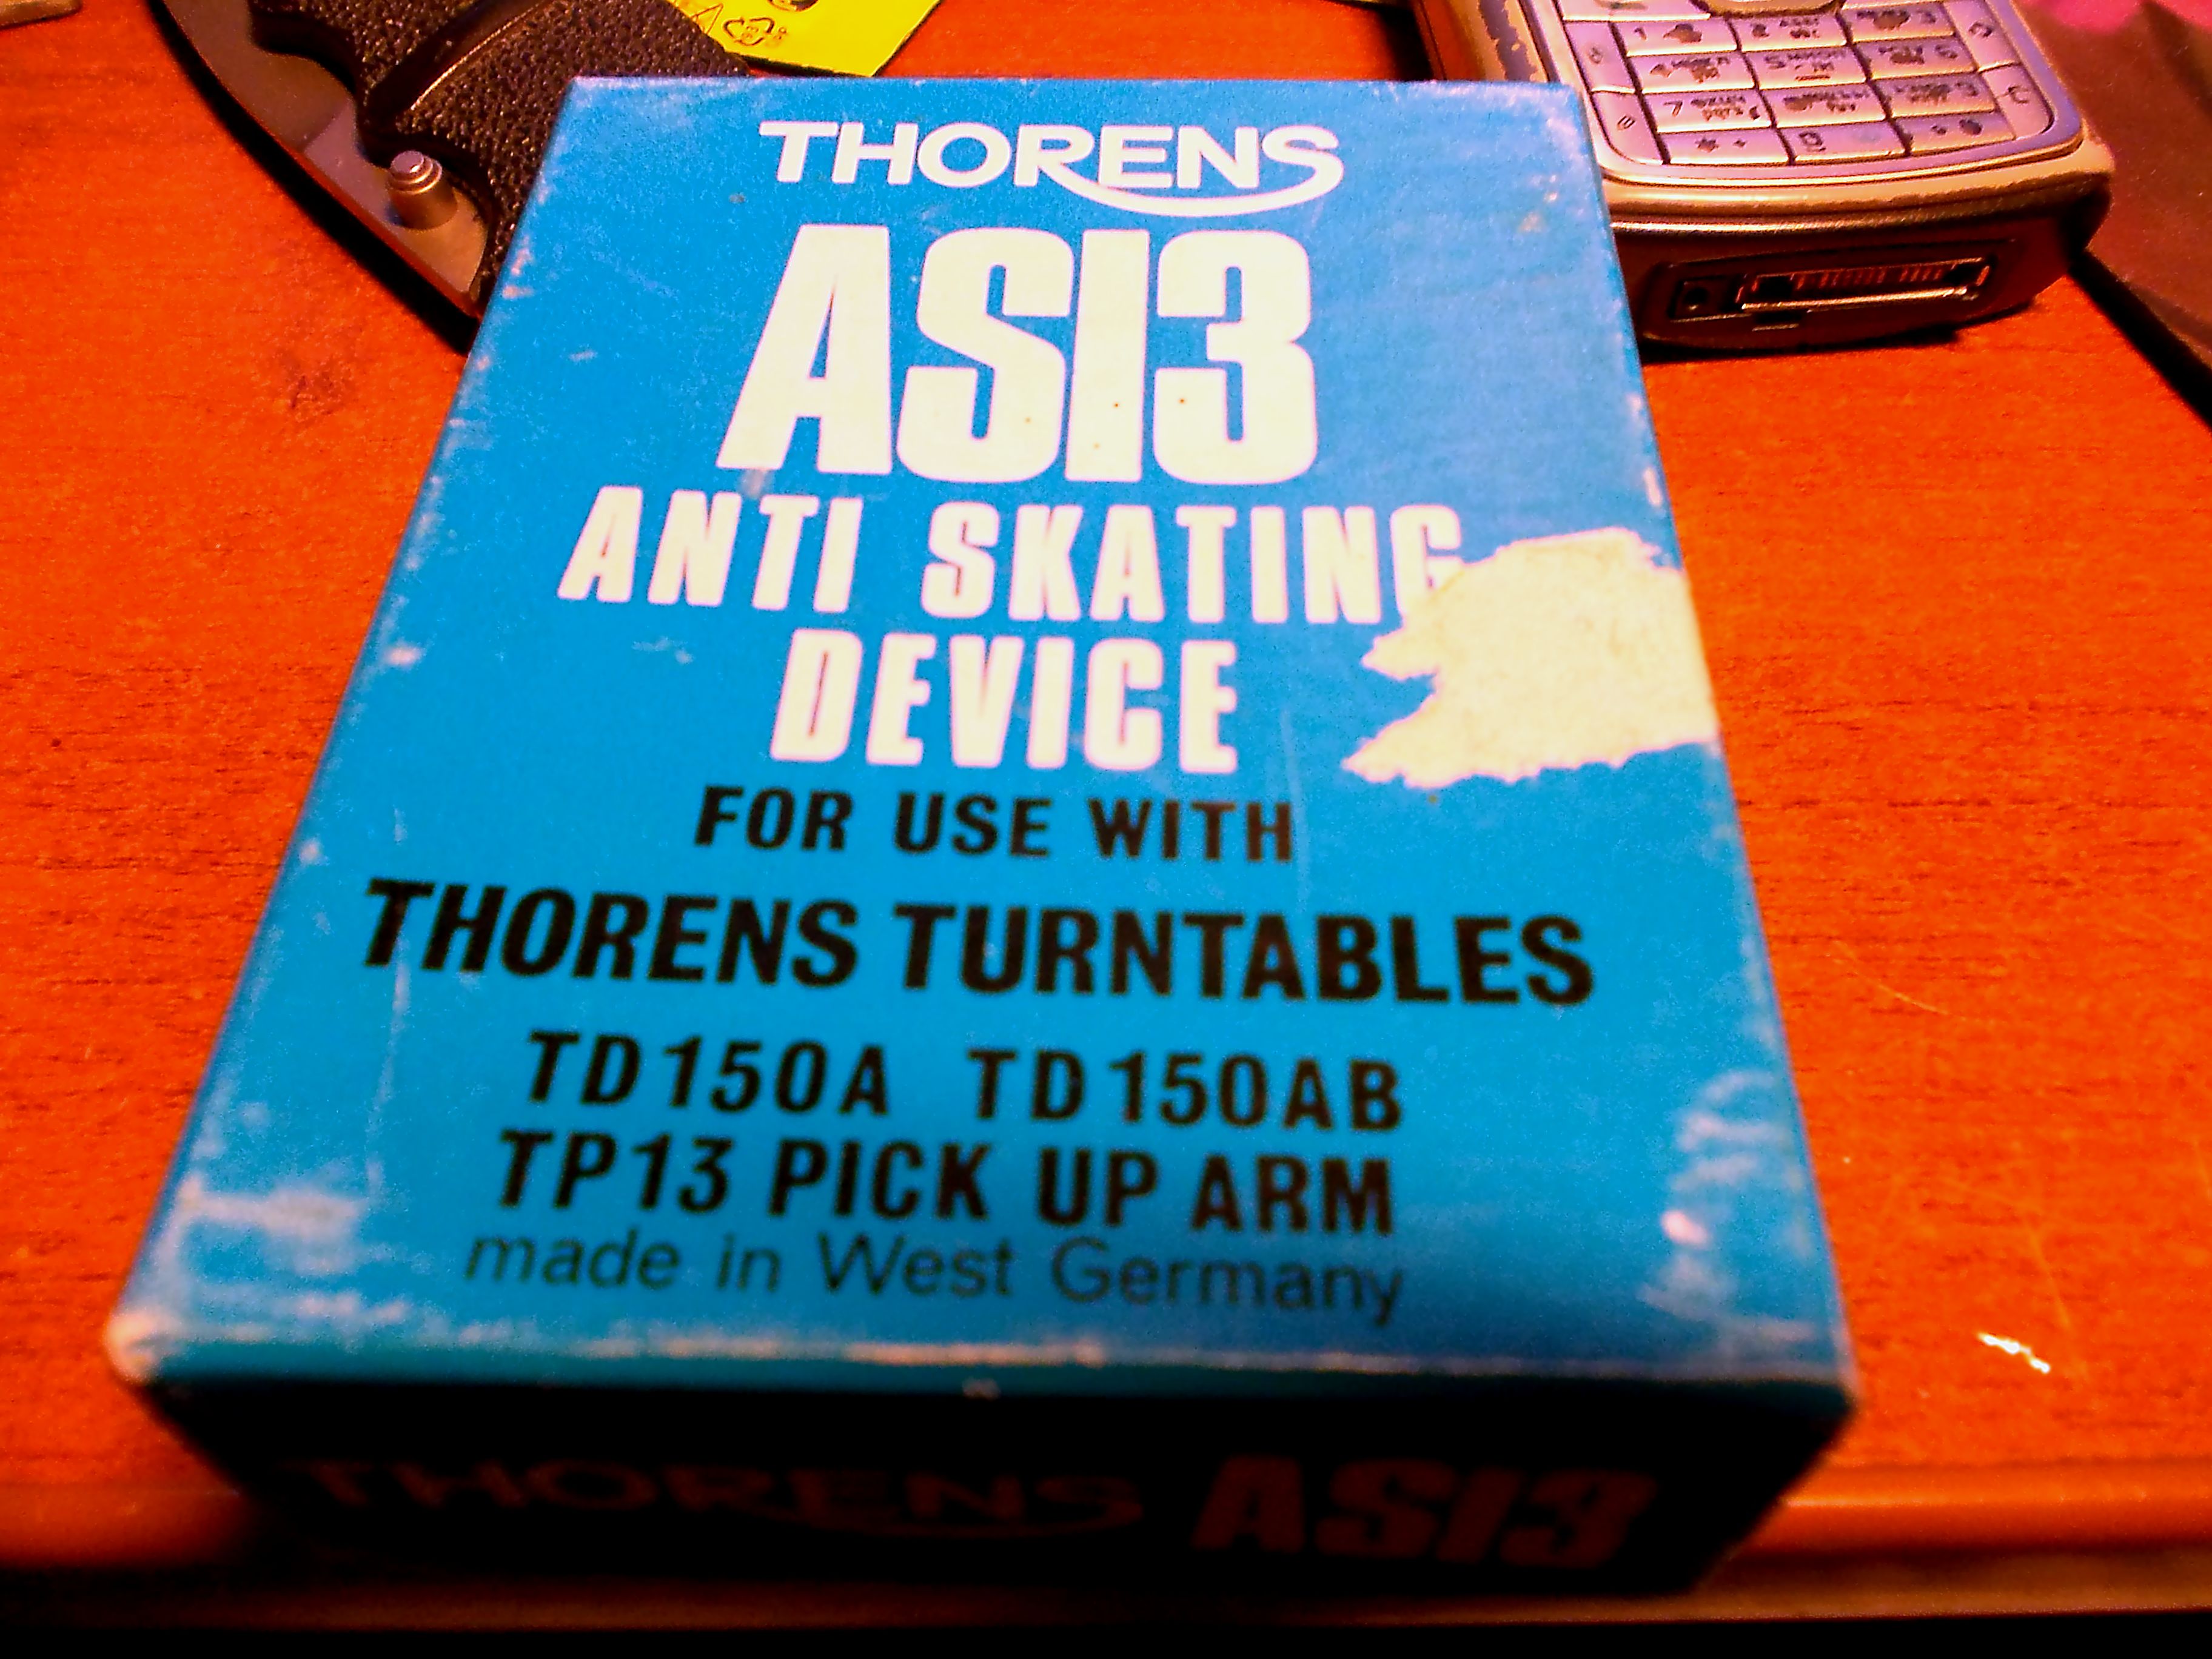 THORENS
ASI3
ANTI SKATING
DEVICE
FOR USE WITH
THORENS TURNTABLES
TD150A TD150AB
TP13 PICK UP ARM
made in West Germany
THORENS ASI3